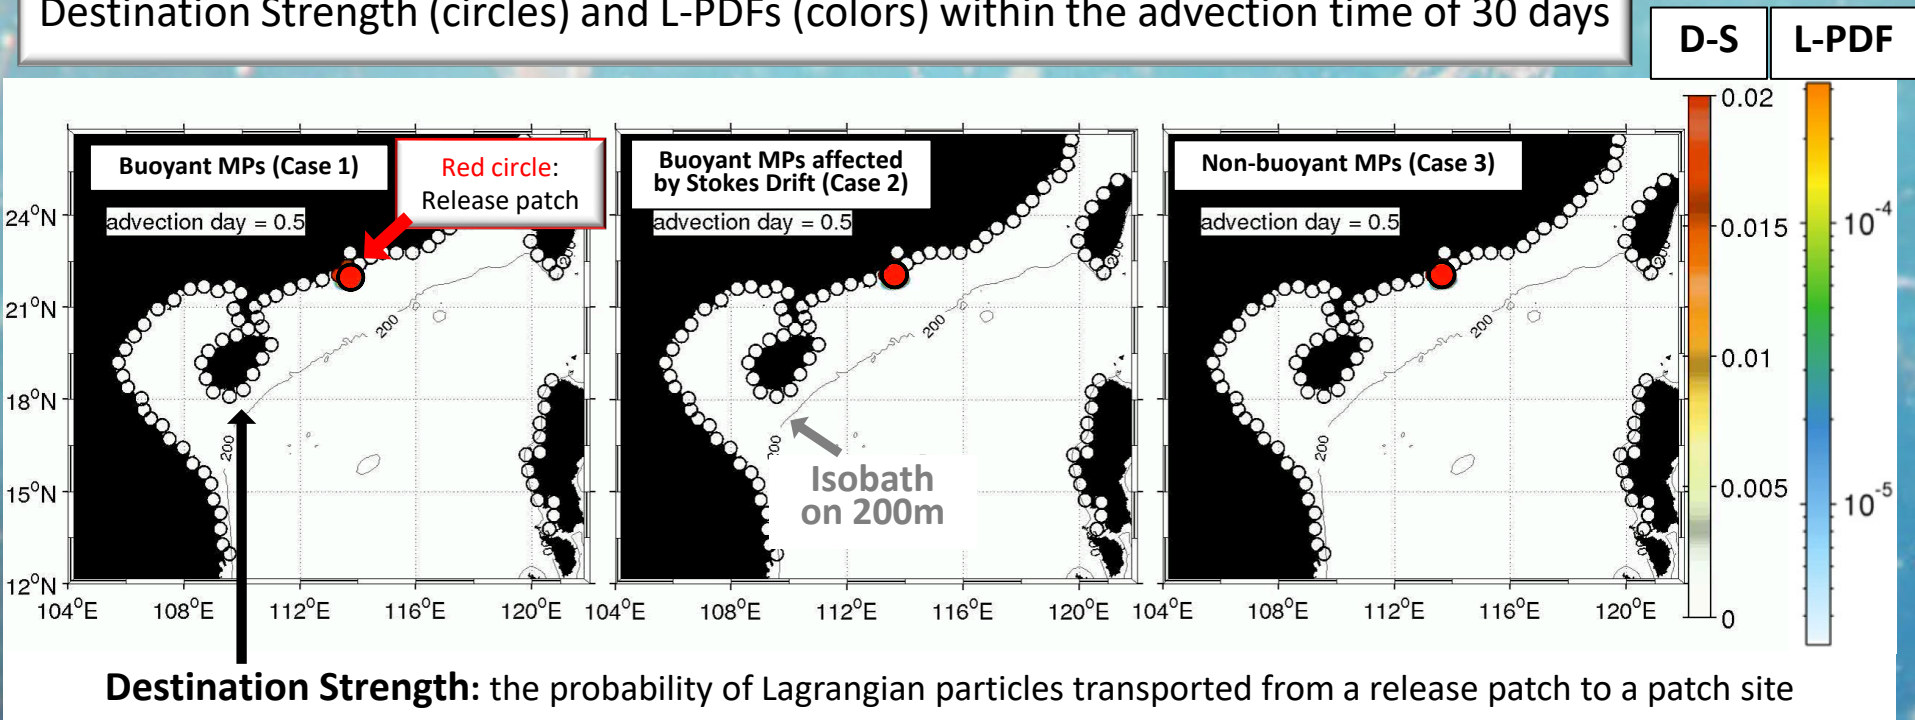 Destination Strength (circles) and L-PDFs (colors) within the advection time of 30 days
D-S
L-PDF
Buoyant MPs (Case 1)
Red circle:
Release patch
advection day = 0.5
Buoyant MPs affected
by Stokes Drift (Case 2)
advection day = 0.5
Non-buoyant MPs (Case 3)
advection day = 0.5
24°N
21°N
18°N
15°N
12°N
200
200
200
200
200
Isobath
on 200m
104°E 108°E 112°E 116°E 120°E
104°E 108°E 112°E 116°E 120°E
104°E 108°E 112°E 116°E 120°E
0.02
0.015
0.01
0.005
0
10⁻⁴
10⁻⁵
Destination Strength: the probability of Lagrangian particles transported from a release patch to a patch site